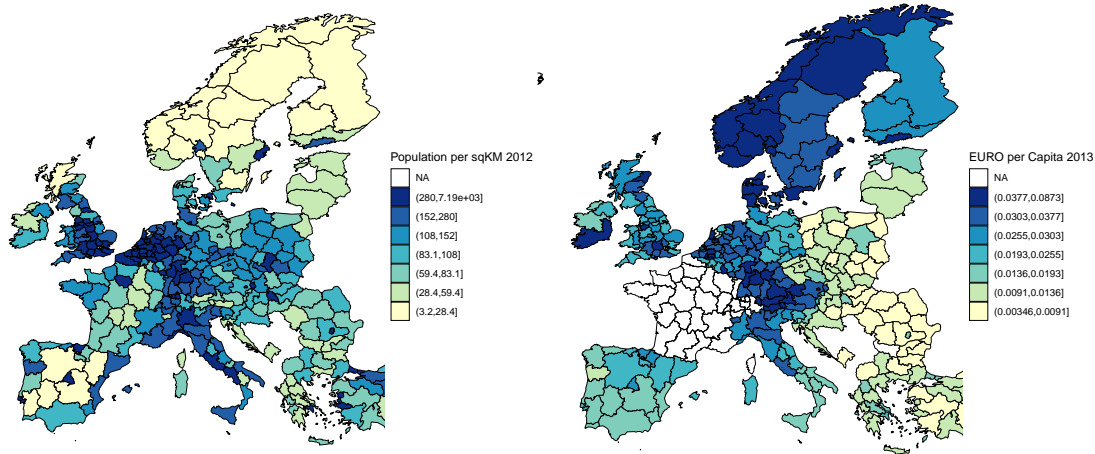 Population per sqKM 2012
NA
(280,7.19e+03]
(152,280]
(108,152]
(83.1,108]
(59.4,83.1]
(28.4,59.4]
(3.2,28.4]
EURO per Capita 2013
NA
(0.0377,0.0873]
(0.0303,0.0377]
(0.0255,0.0303]
(0.0193,0.0255]
(0.0136,0.0193]
(0.0091,0.0136]
(0.00346,0.0091]